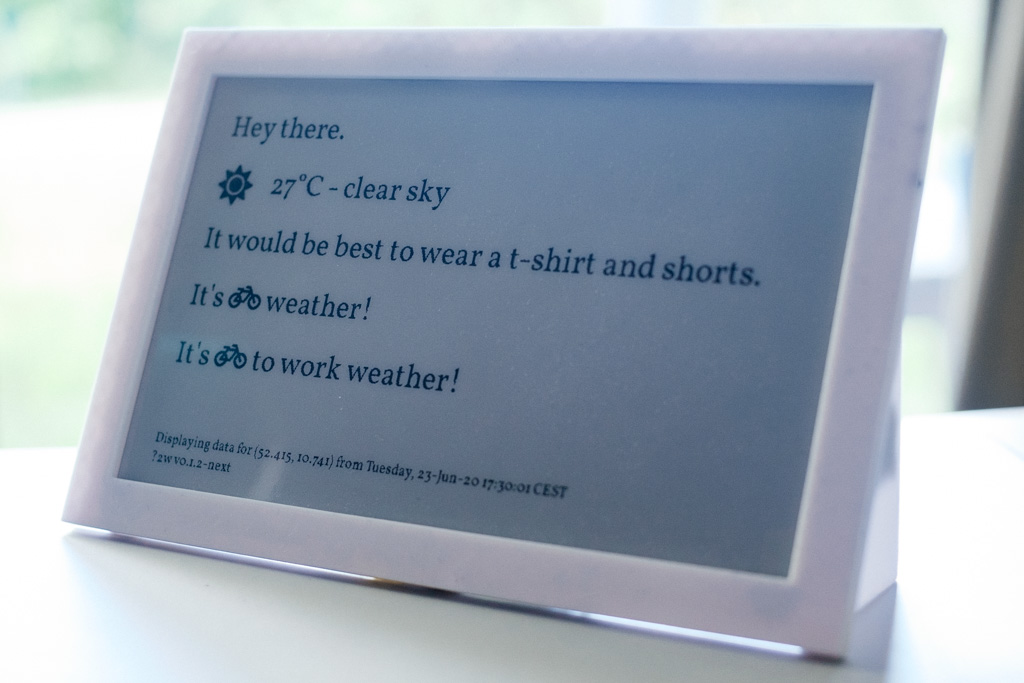 Hey there.
27°C - clear sky
It would be best to wear a t-shirt and shorts.
It's weather!
It's to work weather!
Displaying data for (52.415, 10.741) from Tuesday, 23-Jun-20 17:30:01 CEST
?2w v0.1.2-next